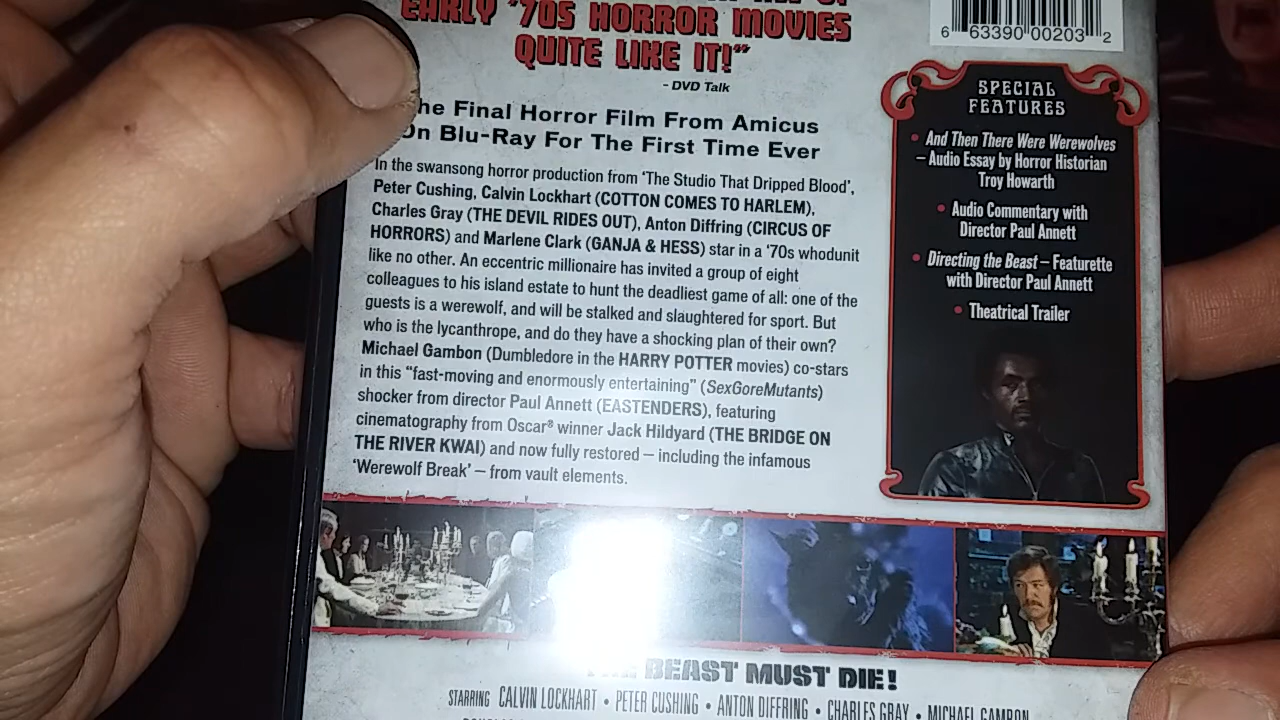 EARLY '70S HORROR MOVIES
QUITE LIKE IT!"
- DVD Talk
he Final Horror Film From Amicus
On Blu-Ray For The First Time Ever
In the swansong horror production from 'The Studio That Dripped Blood',
Peter Cushing, Calvin Lockhart (COTTON COMES TO HARLEM),
Charles Gray (THE DEVIL RIDES OUT), Anton Diffring (CIRCUS OF
HORRORS) and Marlene Clark (GANJA & HESS) star in a '70s whodunit
like no other. An eccentric millionaire has invited a group of eight
colleagues to his island estate to hunt the deadliest game of all: one of the
guests is a werewolf, and will be stalked and slaughtered for sport. But
who is the lycanthrope, and do they have a shocking plan of their own?
Michael Gambon (Dumbledore in the HARRY POTTER movies) co-stars
in this "fast-moving and enormously entertaining" (SexGoreMutants)
shocker from director Paul Annett (EASTENDERS), featuring
cinematography from Oscar® winner Jack Hildyard (THE BRIDGE ON
THE RIVER KWAI) and now fully restored – including the infamous
'Werewolf Break' – from vault elements.
6 63390 00203 2
SPECIAL
FEATURES
• And Then There Were Werewolves
– Audio Essay by Horror Historian
Troy Howarth
• Audio Commentary with
Director Paul Annett
• Directing the Beast – Featurette
with Director Paul Annett
• Theatrical Trailer
BEAST MUST DIE!
STARRING CALVIN LOCKHART • PETER CUSHING • ANTON DIFFRING • CHARLES GRAY • MICHAEL GAMBON